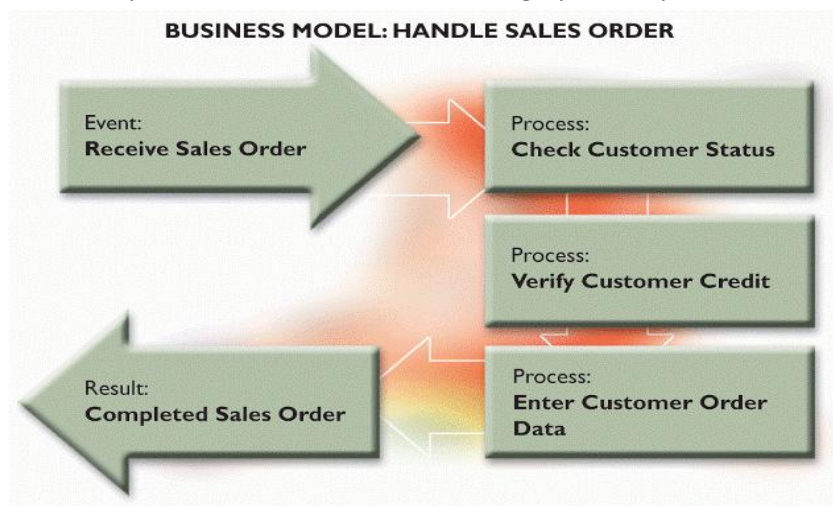 BUSINESS MODEL: HANDLE SALES ORDER
Event:
Receive Sales Order
Process:
Check Customer Status
Process:
Verify Customer Credit
Process:
Enter Customer Order
Data
Result:
Completed Sales Order